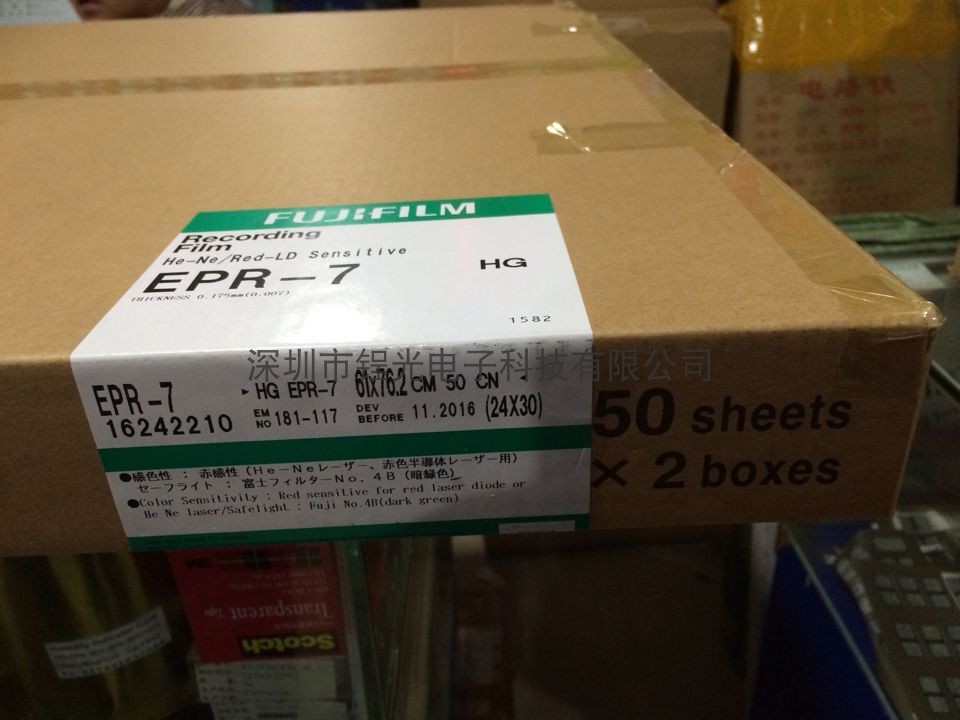 FUJIFILM
Recording
Film
He-Ne/Red-LD Sensitive
EPR-7
HG
THICKNESS 0.175mm(0.007)
1582
深圳市铝光电子科技有限公司
EPR-7
16242210
HG EPR-7 61X76.2 CM 50 CN
EM NO 181-117 DEV BEFORE 11.2016 (24X30)
50 sheets
× 2 boxes
●感色性 : 赤感性 (He-Neレーザー、赤色半導体レーザー用)
セーフライト : 富士フィルターNo. 4B (暗緑色)
●Color Sensitivity : Red sensitive for red laser diode or
He Ne laser/Safelight : Fuji No.4B(dark green)
3M
Transparent
Tape
Scotch